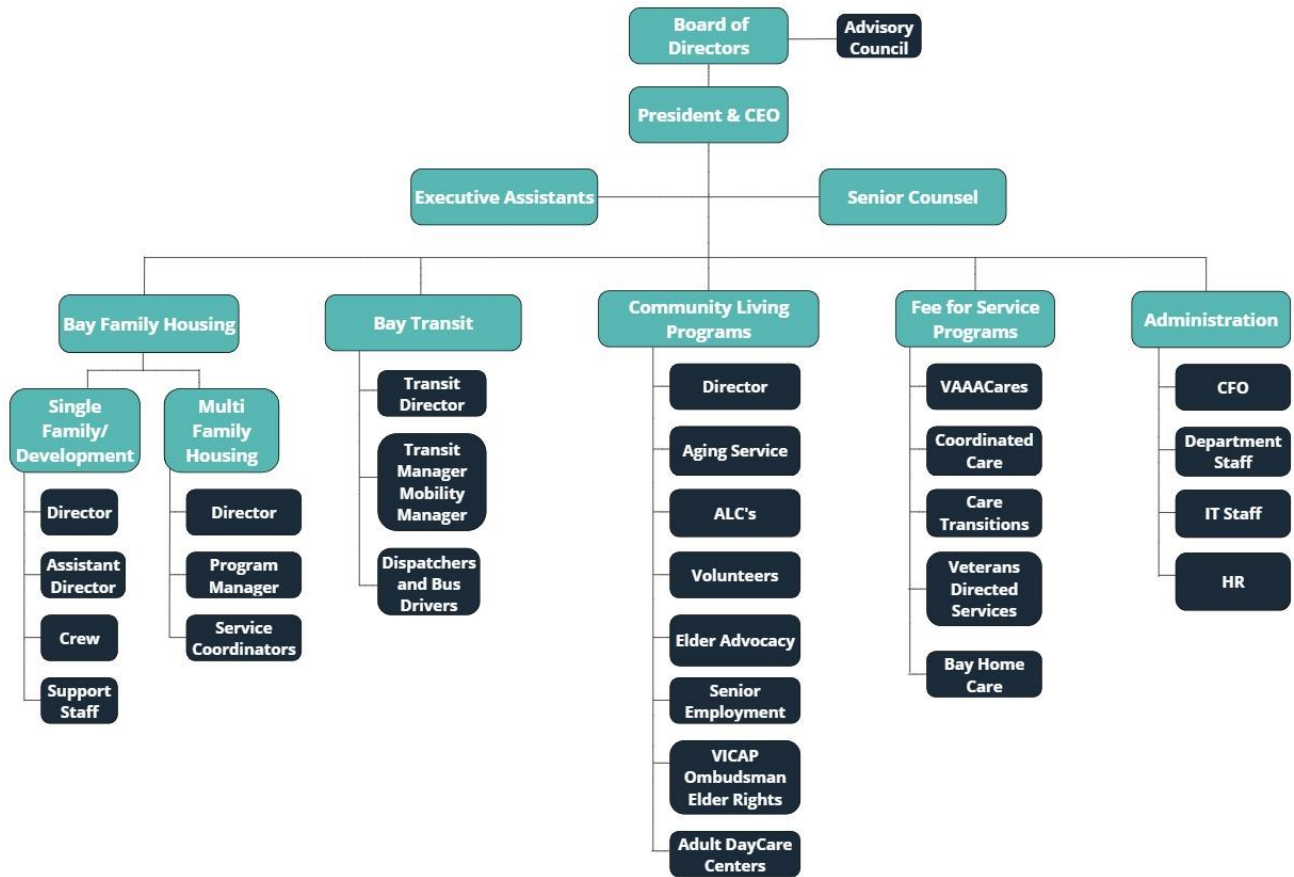 Board of
Directors
Advisory
Council
President & CEO
Executive Assistants
Senior Counsel
Bay Family Housing
Bay Transit
Community Living
Programs
Fee for Service
Programs
Administration
Single
Family/
Development
Multi
Family
Housing
Director
Assistant
Director
Crew
Support
Staff
Director
Program
Manager
Service
Coordinators
Transit
Director
Transit
Manager
Mobility
Manager
Dispatchers
and Bus
Drivers
Director
Aging Service
ALC's
Volunteers
Elder Advocacy
Senior
Employment
VICAP
Ombudsman
Elder Rights
Adult DayCare
Centers
VAAACares
Coordinated
Care
Care
Transitions
Veterans
Directed
Services
Bay Home
Care
CFO
Department
Staff
IT Staff
HR